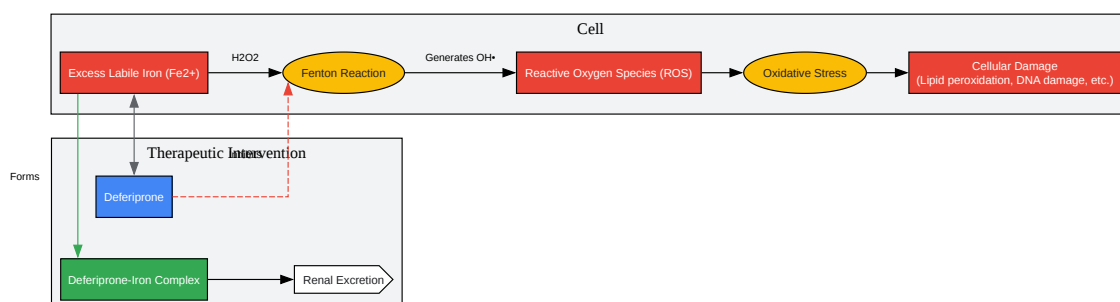 Cell
Excess Labile Iron (Fe2+)
H2O2
Fenton Reaction
Generates OH•
Reactive Oxygen Species (ROS)
Oxidative Stress
Cellular Damage
(Lipid peroxidation, DNA damage, etc.)
Therapeutic Intervention
Forms
Deferiprone
Deferiprone-Iron Complex
Renal Excretion